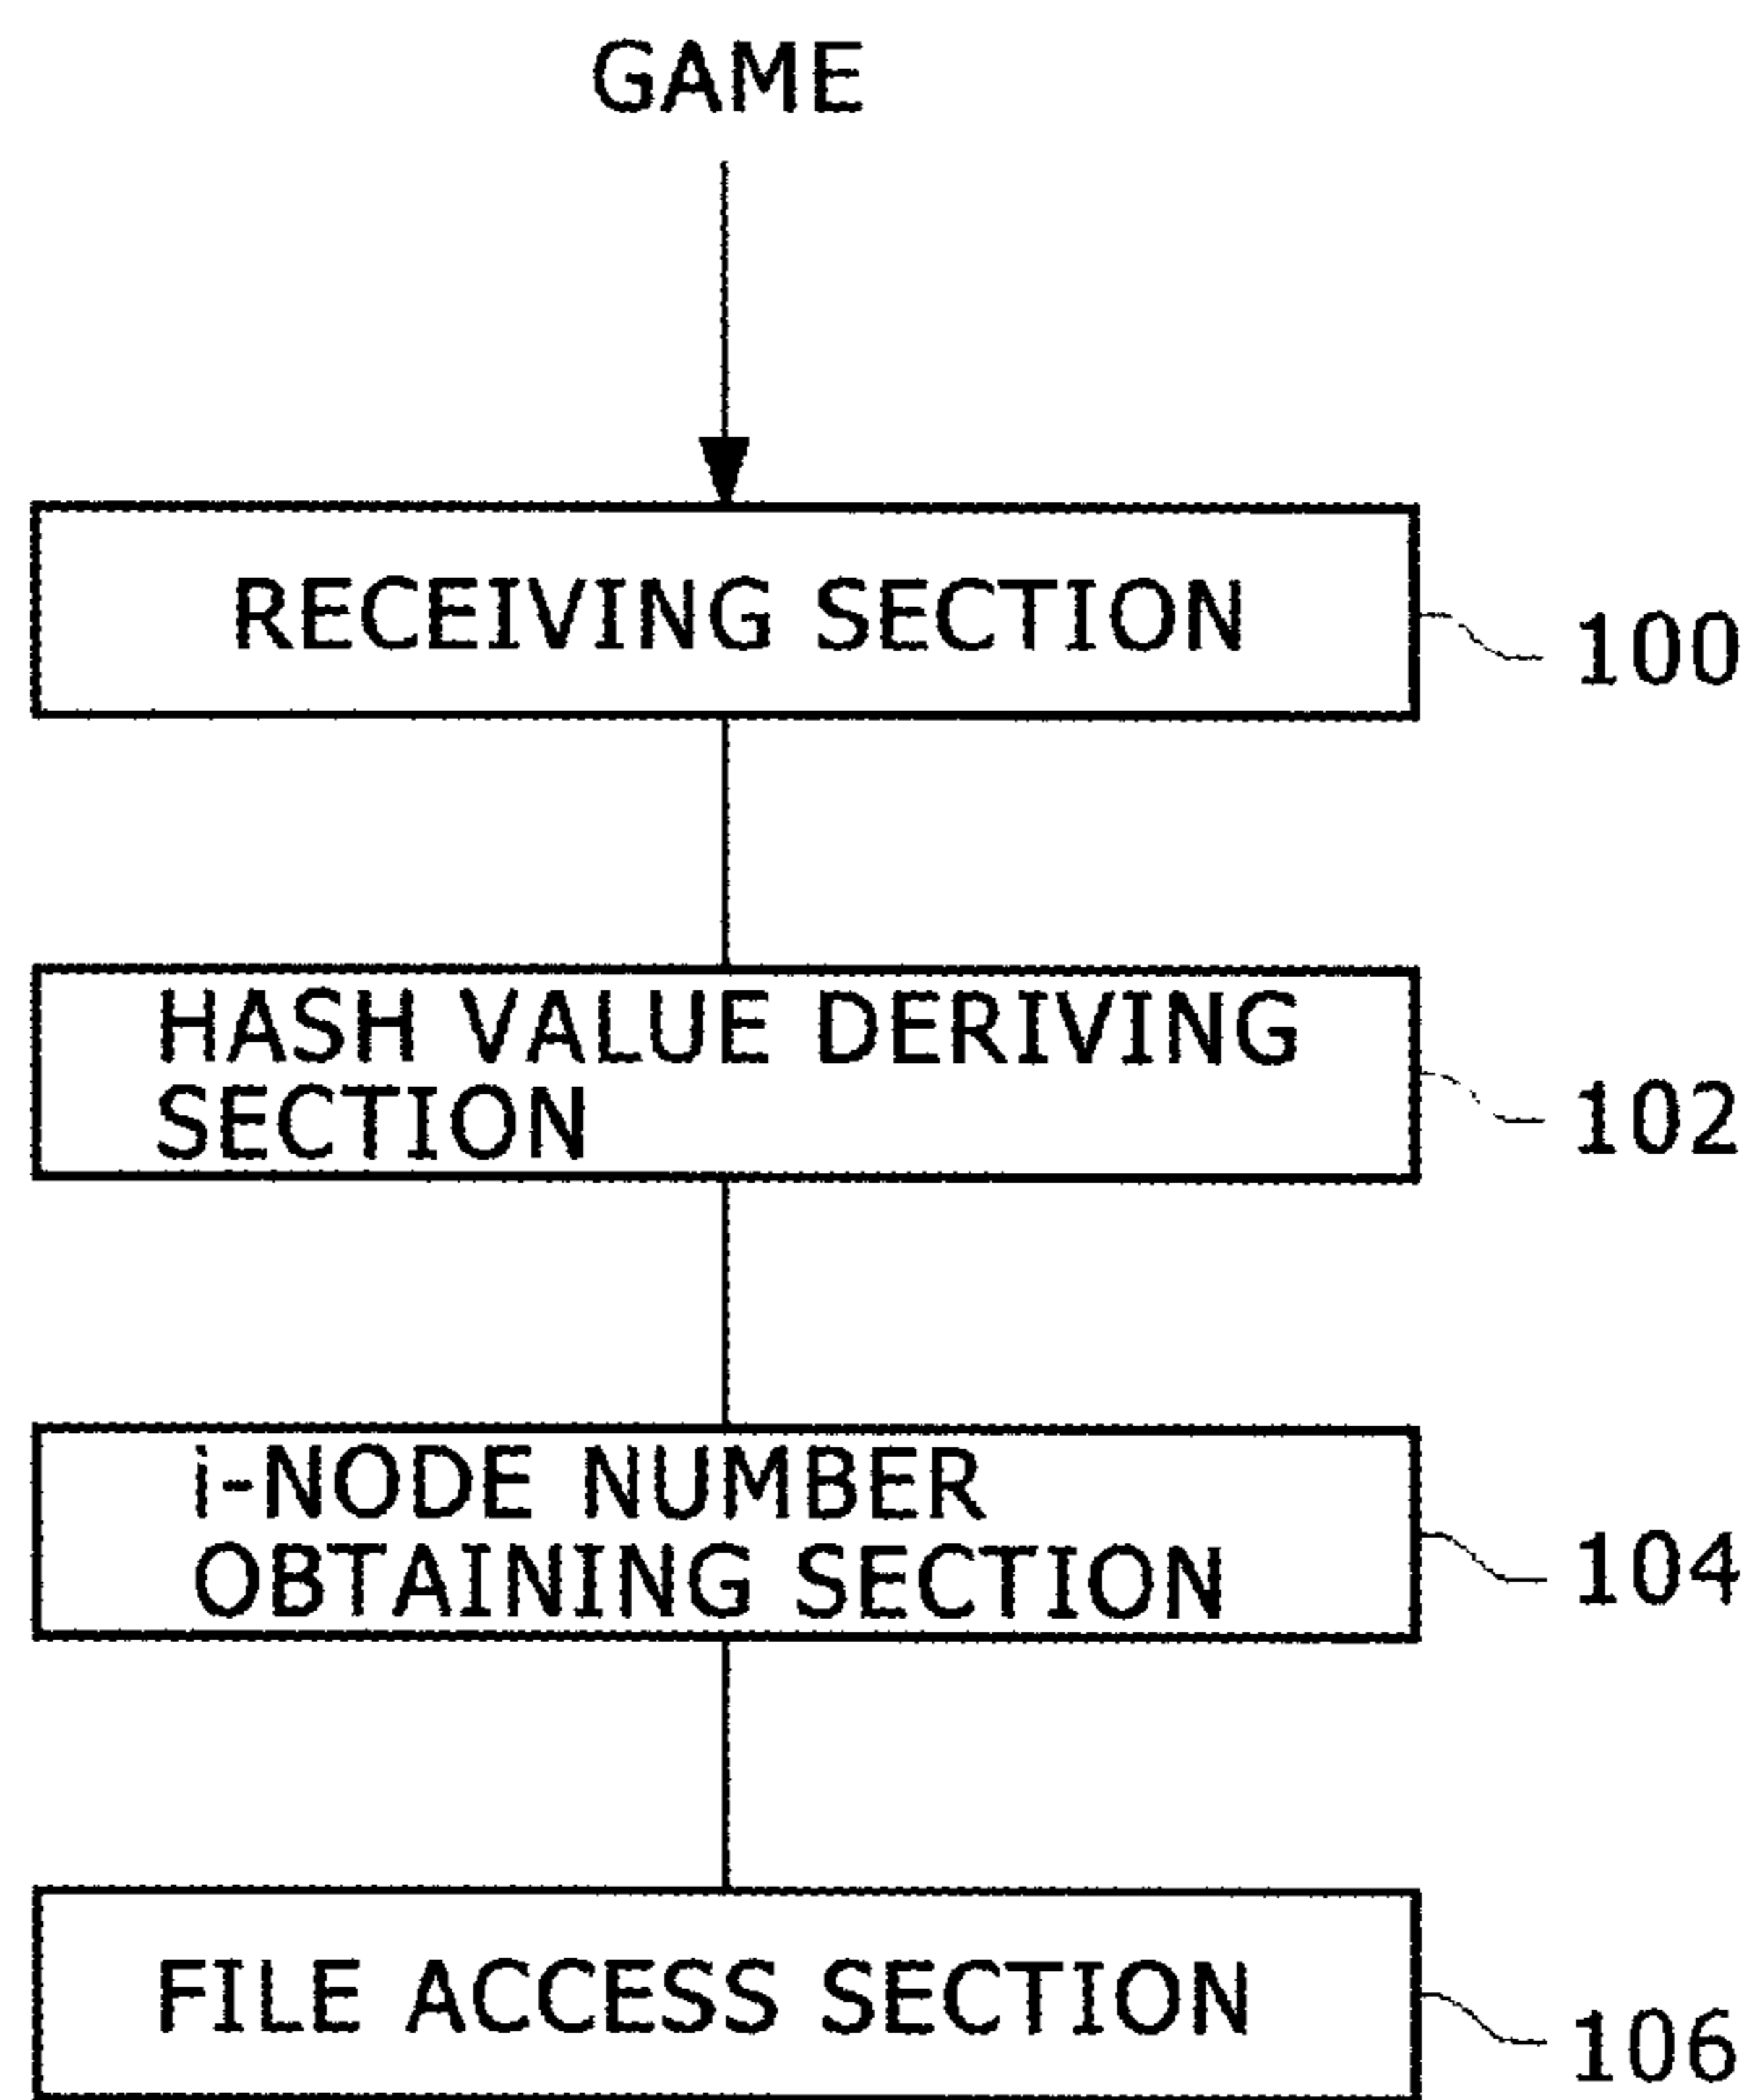 GAME
RECEIVING SECTION
100
HASH VALUE DERIVING
SECTION
102
i-NODE NUMBER
OBTAINING SECTION
104
FILE ACCESS SECTION
106